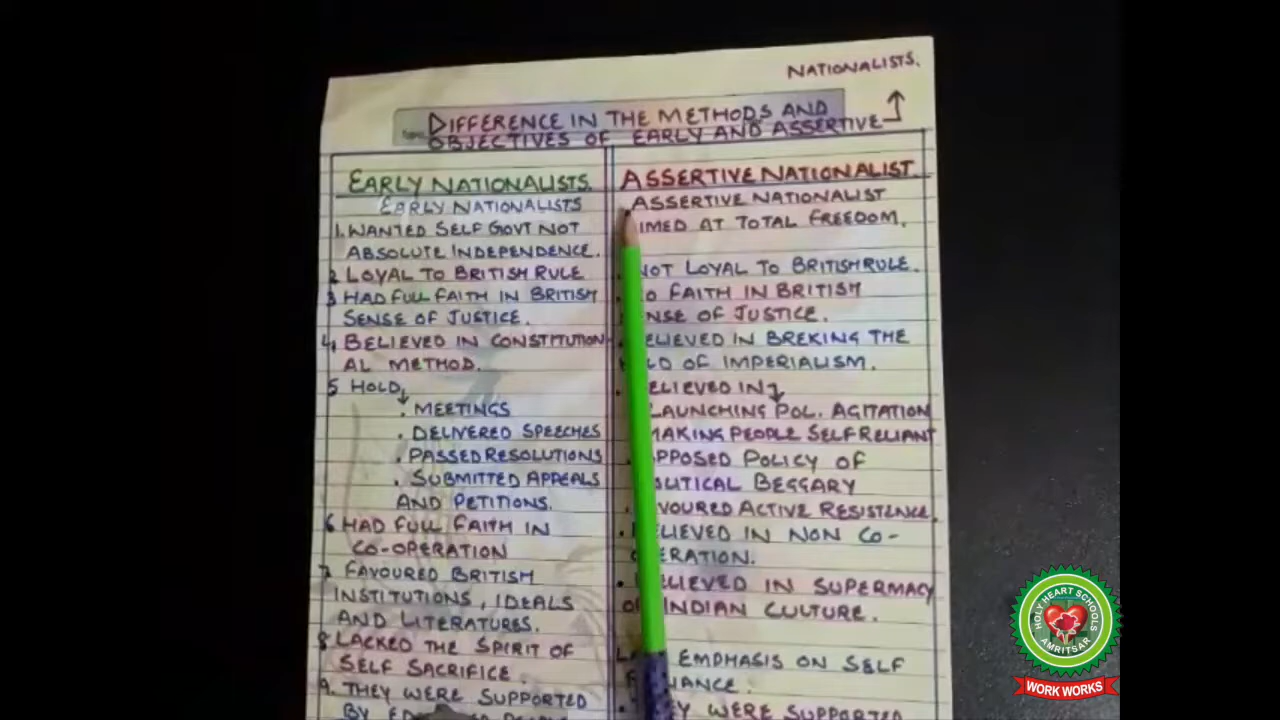 NATIONALISTS.
DIFFERENCE IN THE METHODS AND
OBJECTIVES OF EARLY AND ASSERTIVE
EARLY NATIONALISTS.
EARLY NATIONALISTS
1. WANTED SELF GOVT NOT
ABSOLUTE INDEPENDENCE.
2 LOYAL TO BRITISH RULE
3 HAD FULL FAITH IN BRITISH
SENSE OF JUSTICE.
4, BELIEVED IN CONSTITUTION
AL METHOD.
5 HOLD
. MEETINGS
. DELIVERED SPEECHES
. PASSED RESOLUTIONS
. SUBMITTED APPEALS
AND PETITIONS.
6 HAD FULL FAITH IN
CO-OPERATION
7 FAVOURED BRITISH
INSTITUTIONS, IDEALS
AND LITERATURES.
8 LACKED THE SPIRIT OF
SELF SACRIFICE.
9. THEY WERE SUPPORTED
BY
ASSERTIVE NATIONALIST
ASSERTIVE NATIONALIST
IMED AT TOTAL FREEDOM.
NOT LOYAL TO BRITISH RULE.
O FAITH IN BRITISH
NSE OF JUSTICE.
ELIEVED IN BREKING THE
LD OF IMPERIALISM.
ELIEVED IN
LAUNCHING POL. AGITATION
MAKING PEOPLE SELF RELIANT
PPOSED POLICY OF
LITICAL BEGGARY
VOURED ACTIVE RESISTENCE.
ELIEVED IN NON CO-
ERATION.
ELIEVED IN SUPERMACY
OF INDIAN CULTURE.
EMPHASIS ON SELF
IANCE.
EY WERE SUPPORTED
HOLY HEART SCHOOLS
AMRITSAR
WORK WORKS